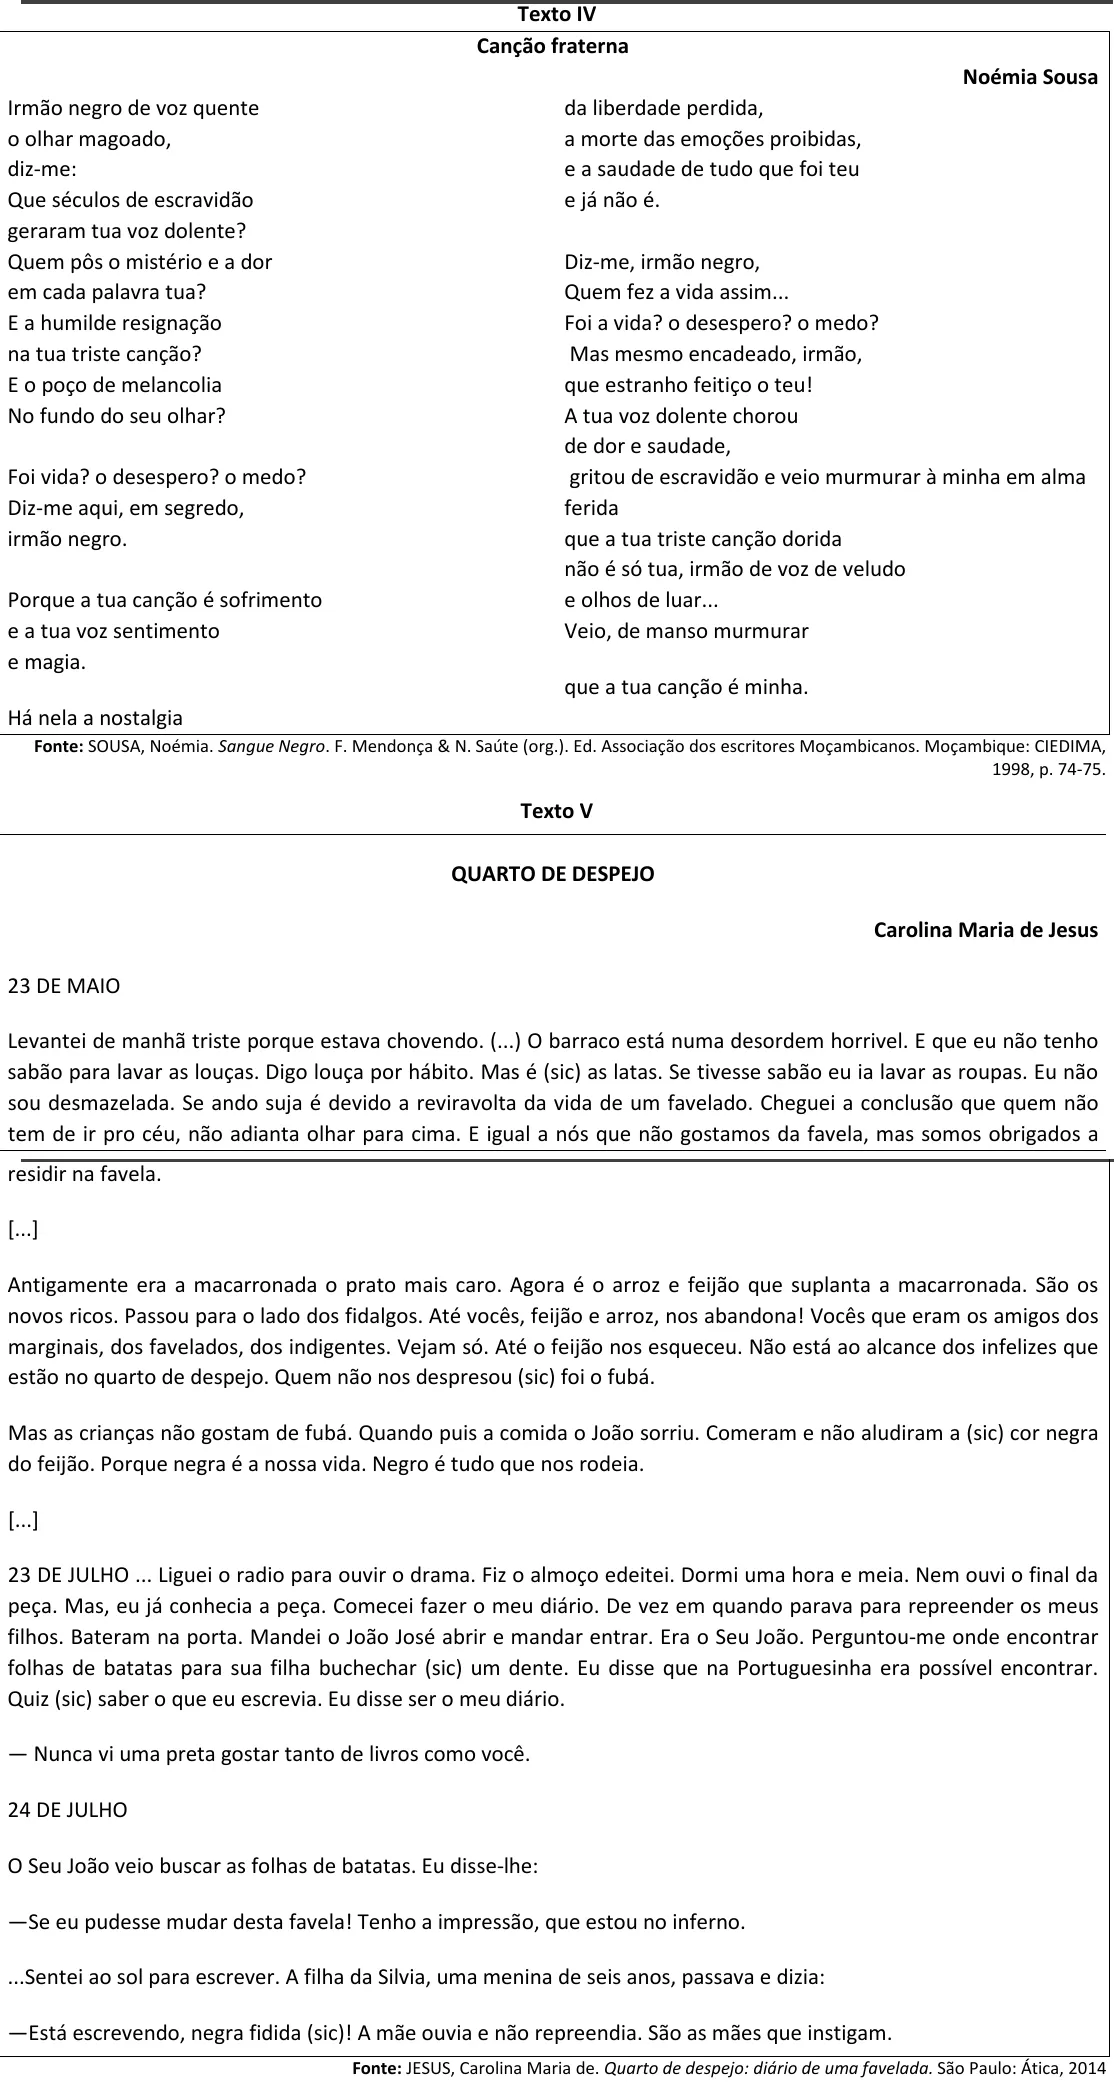 Texto IV
Canção fraterna
Noémia Sousa
Irmão negro de voz quente
o olhar magoado,
diz-me:
Que séculos de escravidão
geraram tua voz dolente?
Quem pôs o mistério e a dor
em cada palavra tua?
E a humilde resignação
na tua triste canção?
E o poço de melancolia
No fundo do seu olhar?
Foi vida? o desespero? o medo?
Diz-me aqui, em segredo,
irmão negro.
Porque a tua canção é sofrimento
e a tua voz sentimento
e magia.
Há nela a nostalgia
da liberdade perdida,
a morte das emoções proibidas,
e a saudade de tudo que foi teu
e já não é.
Diz-me, irmão negro,
Quem fez a vida assim...
Foi a vida? o desespero? o medo?
Mas mesmo encadeado, irmão,
que estranho feitiço o teu!
A tua voz dolente chorou
de dor e saudade,
gritou de escravidão e veio murmurar à minha em alma
ferida
que a tua triste canção dorida
não é só tua, irmão de voz de veludo
e olhos de luar...
Veio, de manso murmurar
que a tua canção é minha.
Fonte: SOUSA, Noémia. Sangue Negro. F. Mendonça & N. Saúte (org.). Ed. Associação dos escritores Moçambicanos. Moçambique: CIEDIMA,
1998, p. 74-75.
Texto V
QUARTO DE DESPEJO
Carolina Maria de Jesus
23 DE MAIO
Levantei de manhã triste porque estava chovendo. (...) O barraco está numa desordem horrivel. E que eu não tenho
sabão para lavar as louças. Digo louça por hábito. Mas é (sic) as latas. Se tivesse sabão eu ia lavar as roupas. Eu não
sou desmazelada. Se ando suja é devido a reviravolta da vida de um favelado. Cheguei a conclusão que quem não
tem de ir pro céu, não adianta olhar para cima. E igual a nós que não gostamos da favela, mas somos obrigados a
residir na favela.
[...]
Antigamente era a macarronada o prato mais caro. Agora é o arroz e feijão que suplanta a macarronada. São os
novos ricos. Passou para o lado dos fidalgos. Até vocês, feijão e arroz, nos abandona! Vocês que eram os amigos dos
marginais, dos favelados, dos indigentes. Vejam só. Até o feijão nos esqueceu. Não está ao alcance dos infelizes que
estão no quarto de despejo. Quem não nos despresou (sic) foi o fubá.
Mas as crianças não gostam de fubá. Quando puis a comida o João sorriu. Comeram e não aludiram a (sic) cor negra
do feijão. Porque negra é a nossa vida. Negro é tudo que nos rodeia.
[...]
23 DE JULHO ... Liguei o radio para ouvir o drama. Fiz o almoço edeitei. Dormi uma hora e meia. Nem ouvi o final da
peça. Mas, eu já conhecia a peça. Comecei fazer o meu diário. De vez em quando parava para repreender os meus
filhos. Bateram na porta. Mandei o João José abrir e mandar entrar. Era o Seu João. Perguntou-me onde encontrar
folhas de batatas para sua filha buchechar (sic) um dente. Eu disse que na Portuguesinha era possível encontrar.
Quiz (sic) saber o que eu escrevia. Eu disse ser o meu diário.
— Nunca vi uma preta gostar tanto de livros como você.
24 DE JULHO
O Seu João veio buscar as folhas de batatas. Eu disse-lhe:
—Se eu pudesse mudar desta favela! Tenho a impressão, que estou no inferno.
...Sentei ao sol para escrever. A filha da Silvia, uma menina de seis anos, passava e dizia:
—Está escrevendo, negra fidida (sic)! A mãe ouvia e não repreendia. São as mães que instigam.
Fonte: JESUS, Carolina Maria de. Quarto de despejo: diário de uma favelada. São Paulo: Ática, 2014